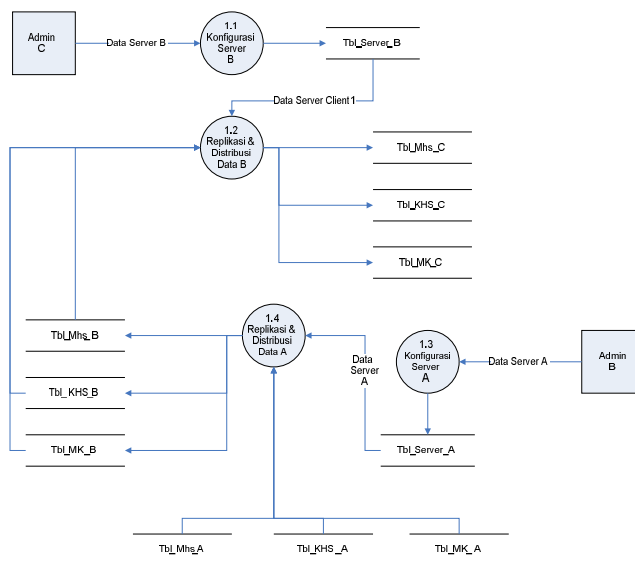 Admin
C
Data Server B
1.1
Konfigurasi
Server
B
Tbl_Server_B
Data Server Client1
1.2
Replikasi &
Distribusi
Data B
Tbl_Mhs_C
Tbl_KHS_C
Tbl_MK_C
1.4
Replikasi &
Distribusi
Data A
Tbl_Mhs_B
Tbl_KHS_B
Tbl_MK_B
Data
Server
A
1.3
Konfigurasi
Server
A
Data Server A
Admin
B
Tbl_Server_A
Tbl_Mhs_A
Tbl_KHS_A
Tbl_MK_A